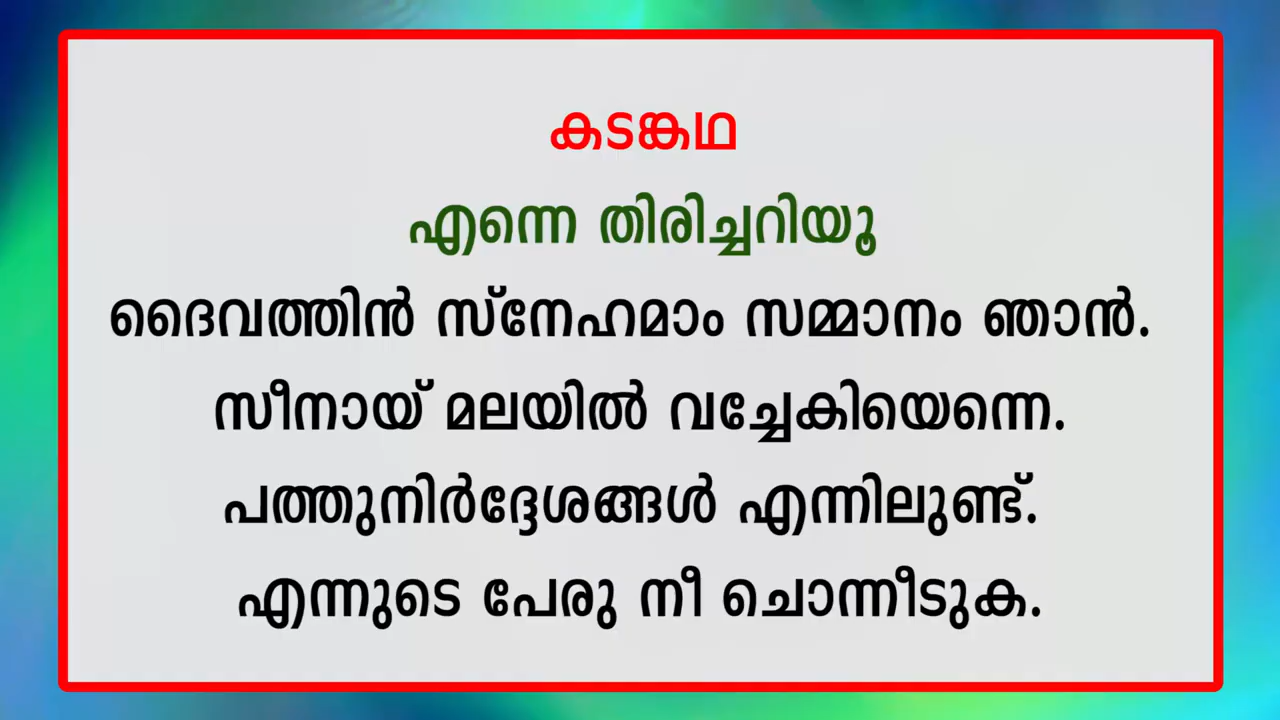 കടങ്കഥ
എന്നെ തിരിച്ചറിയൂ
ദൈവത്തിൻ സ്നേഹമാം സമ്മാനം ഞാൻ.
സീനായ് മലയിൽ വച്ചേകിയെന്നെ.
പത്തുനിർദ്ദേശങ്ങൾ എന്നിലുണ്ട്.
എന്നുടെ പേരു നീ ചൊന്നീടുക.